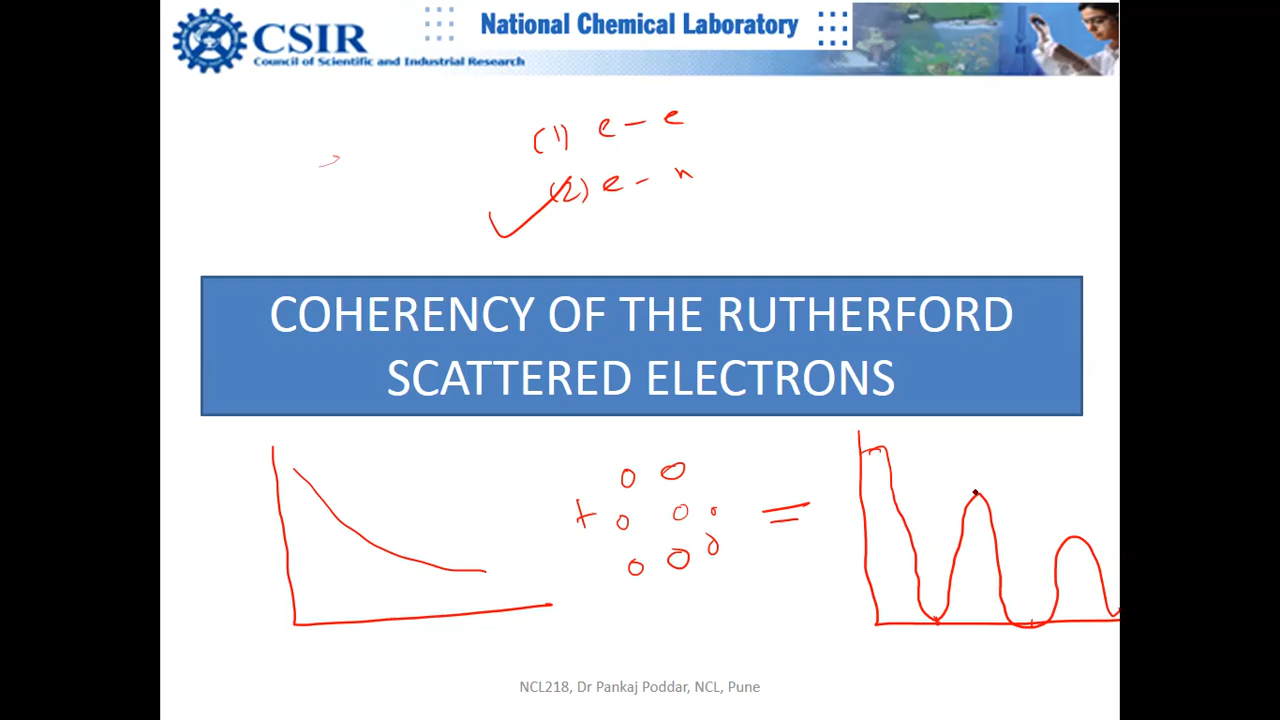 CSIR
Council of Scientific and Industrial Research
National Chemical Laboratory
(1) e – e
(2) e – n
COHERENCY OF THE RUTHERFORD
SCATTERED ELECTRONS
+
=
NCL218, Dr Pankaj Poddar, NCL, Pune